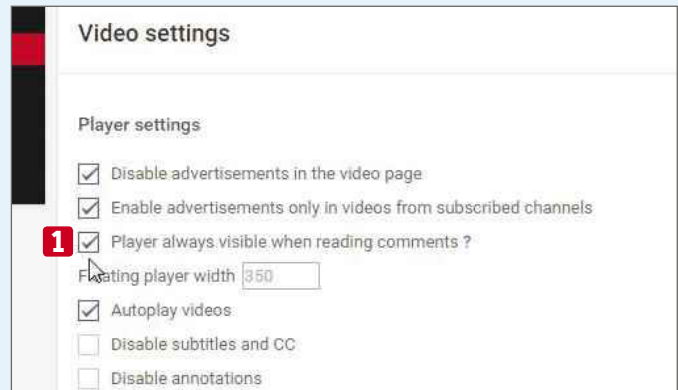 Video settings
Player settings
Disable advertisements in the video page
Enable advertisements only in videos from subscribed channels
1 Player always visible when reading comments ?
Floating player width 350
Autoplay videos
Disable subtitles and CC
Disable annotations